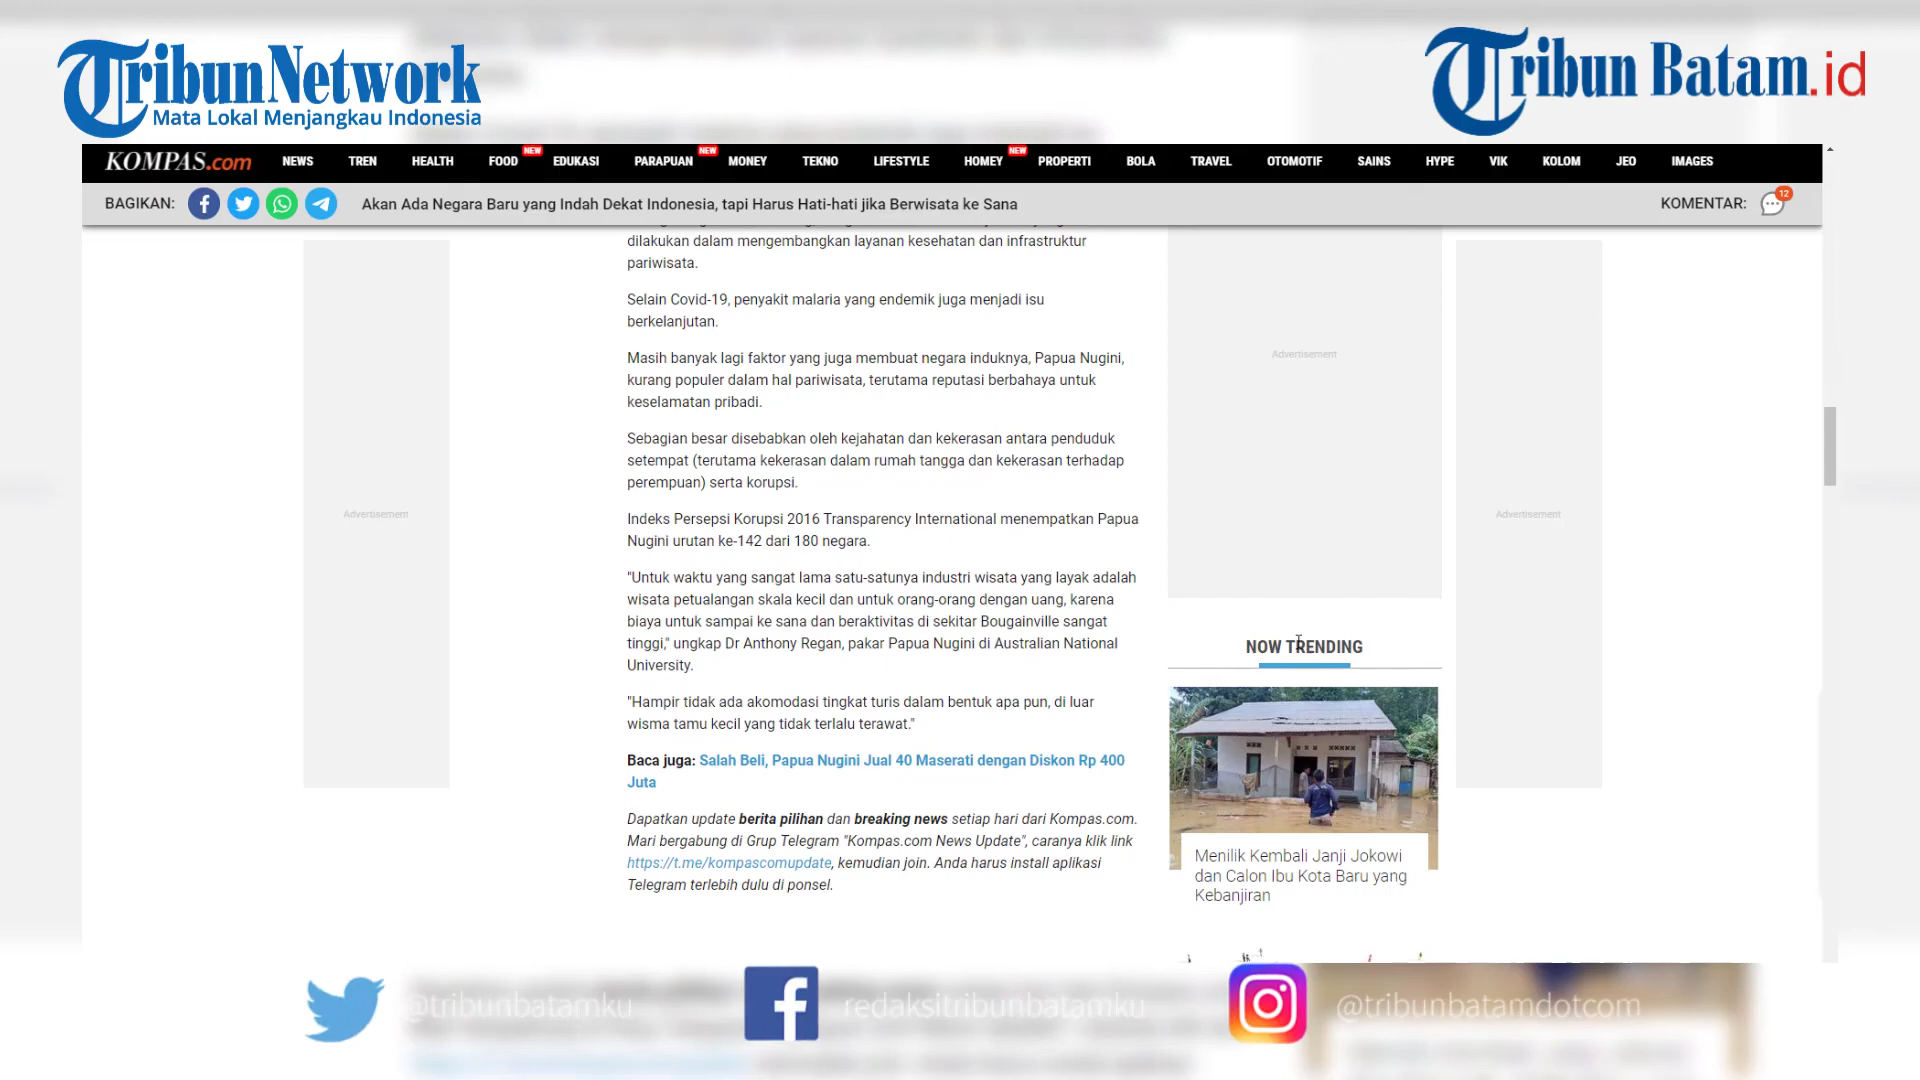 TribunNetwork
Mata Lokal Menjangkau Indonesia
Tribun Batam.id
KOMPAS.com NEWS TREN HEALTH FOOD NEW EDUKASI PARAPUAN NEW MONEY TEKNO LIFESTYLE HOMEY NEW PROPERTI BOLA TRAVEL OTOMOTIF SAINS HYPE VIK KOLOM JEO IMAGES
BAGIKAN: Akan Ada Negara Baru yang Indah Dekat Indonesia, tapi Harus Hati-hati jika Berwisata ke Sana KOMENTAR: 12
dilakukan dalam mengembangkan layanan kesehatan dan infrastruktur
pariwisata.
Selain Covid-19, penyakit malaria yang endemik juga menjadi isu
berkelanjutan.
Masih banyak lagi faktor yang juga membuat negara induknya, Papua Nugini,
kurang populer dalam hal pariwisata, terutama reputasi berbahaya untuk
keselamatan pribadi.
Sebagian besar disebabkan oleh kejahatan dan kekerasan antara penduduk
setempat (terutama kekerasan dalam rumah tangga dan kekerasan terhadap
perempuan) serta korupsi.
Indeks Persepsi Korupsi 2016 Transparency International menempatkan Papua
Nugini urutan ke-142 dari 180 negara.
"Untuk waktu yang sangat lama satu-satunya industri wisata yang layak adalah
wisata petualangan skala kecil dan untuk orang-orang dengan uang, karena
biaya untuk sampai ke sana dan beraktivitas di sekitar Bougainville sangat
tinggi," ungkap Dr Anthony Regan, pakar Papua Nugini di Australian National
University.
"Hampir tidak ada akomodasi tingkat turis dalam bentuk apa pun, di luar
wisma tamu kecil yang tidak terlalu terawat."
Baca juga: Salah Beli, Papua Nugini Jual 40 Maserati dengan Diskon Rp 400
Juta
Dapatkan update berita pilihan dan breaking news setiap hari dari Kompas.com.
Mari bergabung di Grup Telegram "Kompas.com News Update", caranya klik link
https://t.me/kompascomupdate, kemudian join. Anda harus install aplikasi
Telegram terlebih dulu di ponsel.
Advertisement
Advertisement
Advertisement
NOW TRENDING
Menilik Kembali Janji Jokowi
dan Calon Ibu Kota Baru yang
Kebanjiran
@tribunbatamku
redaksitribunbatamku
@tribunbatamdotcom